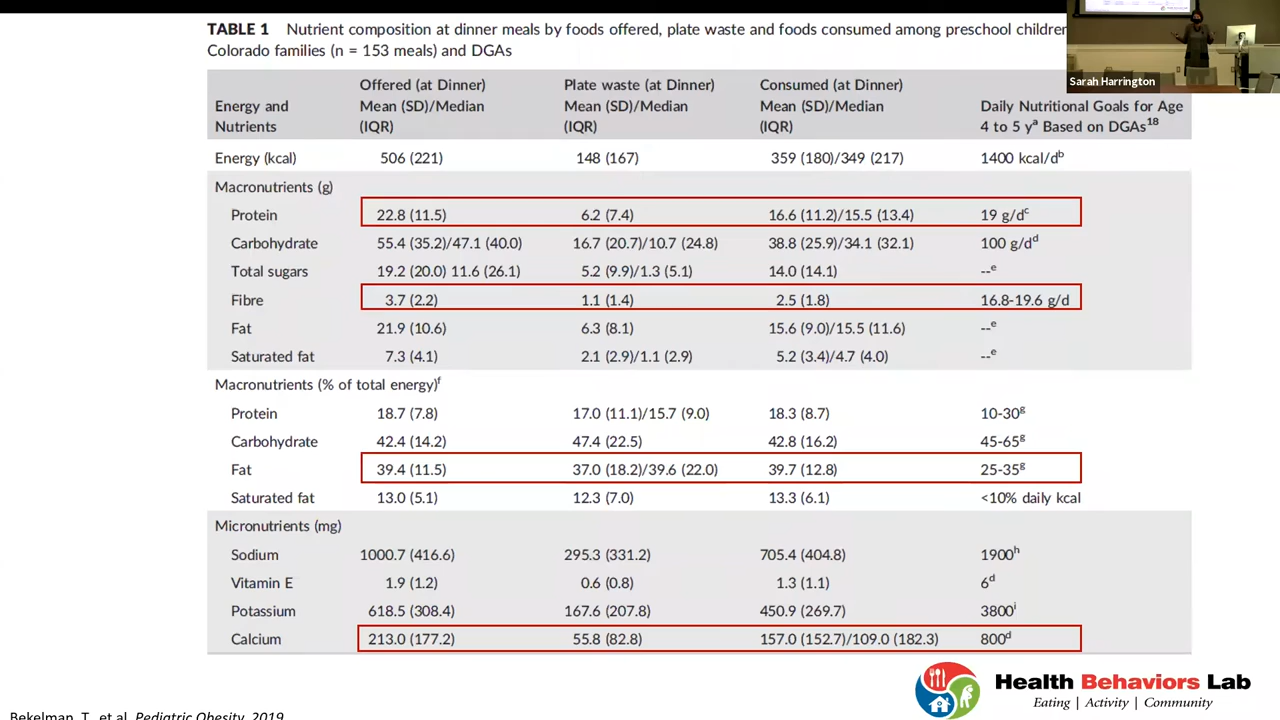 TABLE 1 Nutrient composition at dinner meals by foods offered, plate waste and foods consumed among preschool children
Colorado families (n = 153 meals) and DGAs
Sarah Harrington
Energy and Nutrients Offered (at Dinner) Mean (SD)/Median (IQR) Plate waste (at Dinner) Mean (SD)/Median (IQR) Consumed (at Dinner) Mean (SD)/Median (IQR) Daily Nutritional Goals for Age 4 to 5 yᵃ Based on DGAs¹⁸
Energy (kcal) 506 (221) 148 (167) 359 (180)/349 (217) 1400 kcal/dᵇ
Macronutrients (g)
Protein 22.8 (11.5) 6.2 (7.4) 16.6 (11.2)/15.5 (13.4) 19 g/dᶜ
Carbohydrate 55.4 (35.2)/47.1 (40.0) 16.7 (20.7)/10.7 (24.8) 38.8 (25.9)/34.1 (32.1) 100 g/dᵈ
Total sugars 19.2 (20.0) 11.6 (26.1) 5.2 (9.9)/1.3 (5.1) 14.0 (14.1) --ᵉ
Fibre 3.7 (2.2) 1.1 (1.4) 2.5 (1.8) 16.8-19.6 g/d
Fat 21.9 (10.6) 6.3 (8.1) 15.6 (9.0)/15.5 (11.6) --ᵉ
Saturated fat 7.3 (4.1) 2.1 (2.9)/1.1 (2.9) 5.2 (3.4)/4.7 (4.0) --ᵉ
Macronutrients (% of total energy)ᶠ
Protein 18.7 (7.8) 17.0 (11.1)/15.7 (9.0) 18.3 (8.7) 10-30ᵍ
Carbohydrate 42.4 (14.2) 47.4 (22.5) 42.8 (16.2) 45-65ᵍ
Fat 39.4 (11.5) 37.0 (18.2)/39.6 (22.0) 39.7 (12.8) 25-35ᵍ
Saturated fat 13.0 (5.1) 12.3 (7.0) 13.3 (6.1) <10% daily kcal
Micronutrients (mg)
Sodium 1000.7 (416.6) 295.3 (331.2) 705.4 (404.8) 1900ʰ
Vitamin E 1.9 (1.2) 0.6 (0.8) 1.3 (1.1) 6ᵈ
Potassium 618.5 (308.4) 167.6 (207.8) 450.9 (269.7) 3800ⁱ
Calcium 213.0 (177.2) 55.8 (82.8) 157.0 (152.7)/109.0 (182.3) 800ᵈ
Health Behaviors Lab
Eating | Activity | Community
Bekelman, T., et al. Pediatric Obesity, 2019